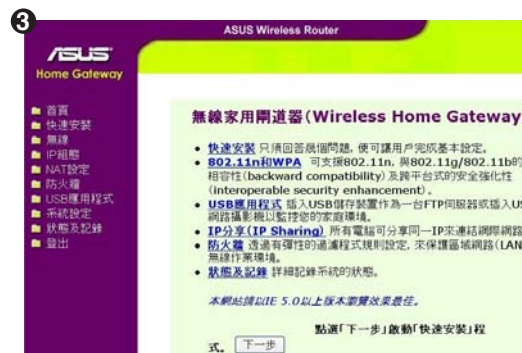 3
ASUS Wireless Router
ASUS
Home Gateway
首頁
快速安裝
無線
IP組態
NAT設定
防火牆
USB應用程式
系統設定
狀態及記錄
登出
無線家用閘道器(Wireless Home Gateway
快速安裝 只須回答幾個問題, 便可讓用戶完成基本設定。
802.11n和WPA 可支援802.11n, 與802.11g/802.11b的
相容性(backward compatibility)及跨平台式的安全強化性
(interoperable security enhancement)。
USB應用程式 插入USB儲存裝置作為一台FTP伺服器或插入US
網路攝影機以監控您的家庭環境。
IP分享(IP Sharing) 所有電腦可分享同一IP來連結網際網路
防火牆 透過有彈性的過濾程式規則設定, 來保護區域網路(LAN
無線作業環境。
狀態及記錄 詳細記錄系統的狀態。
本網站請以IE 5.0以上版本瀏覽效果最佳。
點選「下一步」啟動「快速安裝」程
式。 下一步